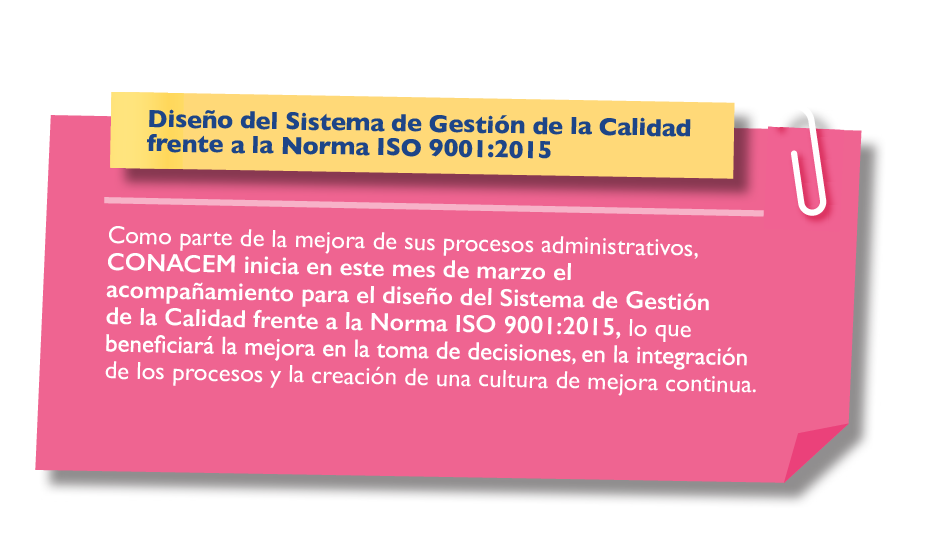 Diseño del Sistema de Gestión de la Calidad
frente a la Norma ISO 9001:2015
Como parte de la mejora de sus procesos administrativos,
CONACEM inicia en este mes de marzo el
acompañamiento para el diseño del Sistema de Gestión
de la Calidad frente a la Norma ISO 9001:2015, lo que
beneficiará la mejora en la toma de decisiones, en la integración
de los procesos y la creación de una cultura de mejora continua.